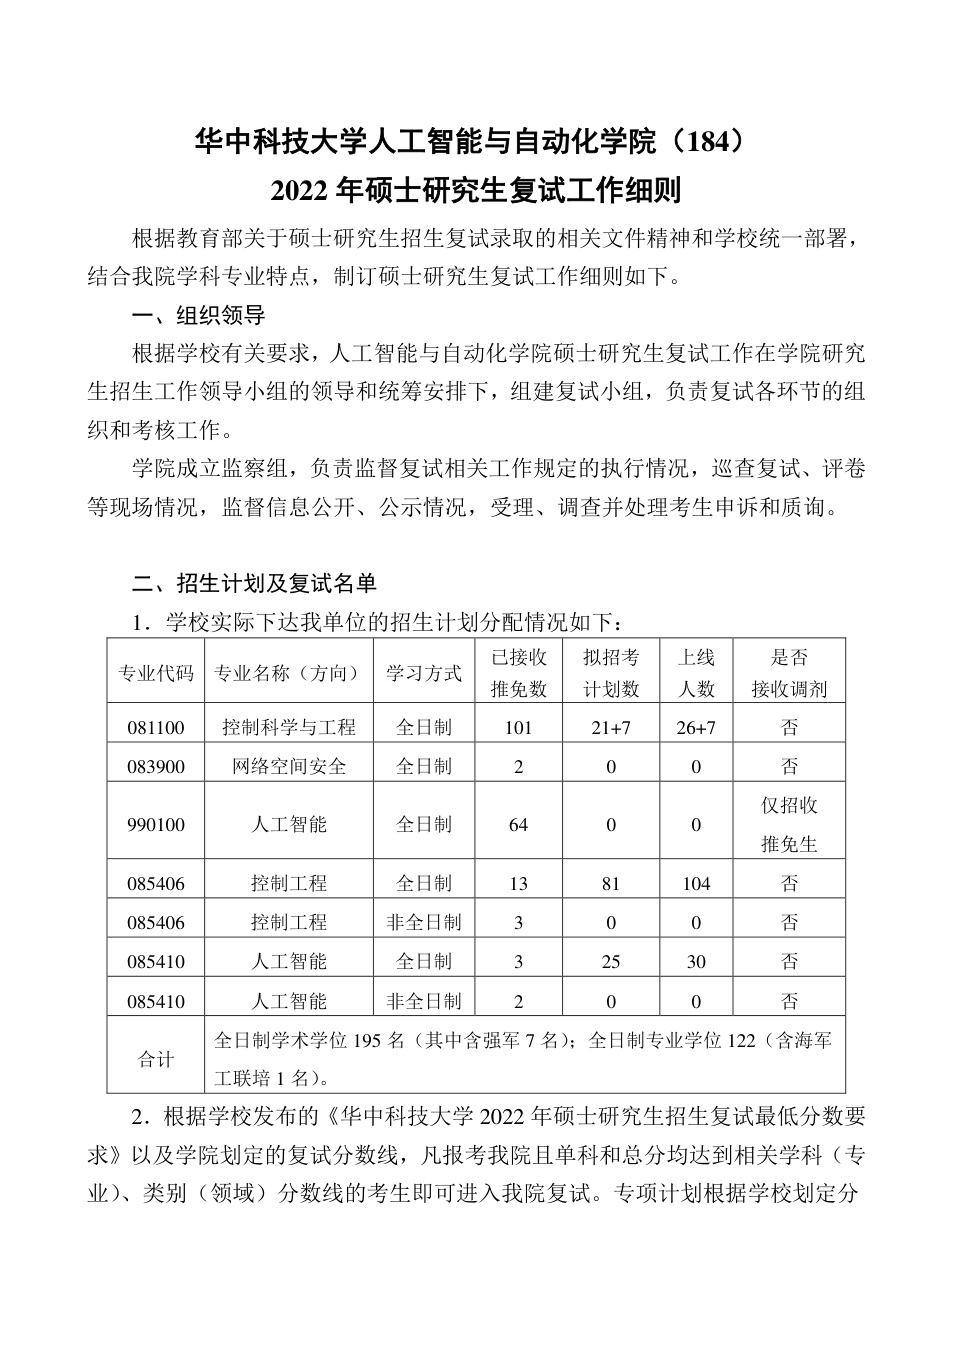 华中科技大学人工智能与自动化学院（184）
2022 年硕士研究生复试工作细则
根据教育部关于硕士研究生招生复试录取的相关文件精神和学校统一部署，
结合我院学科专业特点，制订硕士研究生复试工作细则如下。
一、组织领导
根据学校有关要求，人工智能与自动化学院硕士研究生复试工作在学院研究
生招生工作领导小组的领导和统筹安排下，组建复试小组，负责复试各环节的组
织和考核工作。
学院成立监察组，负责监督复试相关工作规定的执行情况，巡查复试、评卷
等现场情况，监督信息公开、公示情况，受理、调查并处理考生申诉和质询。
二、招生计划及复试名单
1．学校实际下达我单位的招生计划分配情况如下：
专业代码 专业名称（方向） 学习方式 已接收推免数 拟招考计划数 上线人数 是否接收调剂
081100 控制科学与工程 全日制 101 21+7 26+7 否
083900 网络空间安全 全日制 2 0 0 否
990100 人工智能 全日制 64 0 0 仅招收推免生
085406 控制工程 全日制 13 81 104 否
085406 控制工程 非全日制 3 0 0 否
085410 人工智能 全日制 3 25 30 否
085410 人工智能 非全日制 2 0 0 否
合计 全日制学术学位 195 名（其中含强军 7 名）；全日制专业学位 122（含海军
工联培 1 名）。
2．根据学校发布的《华中科技大学 2022 年硕士研究生招生复试最低分数要
求》以及学院划定的复试分数线，凡报考我院且单科和总分均达到相关学科（专
业）、类别（领域）分数线的考生即可进入我院复试。专项计划根据学校划定分